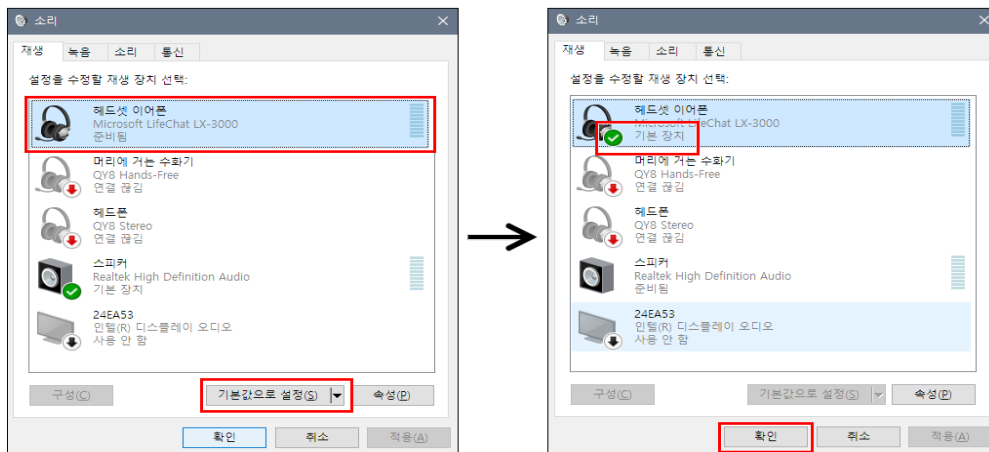 소리
재생 녹음 소리 통신
설정을 수정할 재생 장치 선택:
헤드셋 이어폰
Microsoft LifeChat LX-3000
준비됨
머리에 거는 수화기
QY8 Hands-Free
연결 끊김
헤드폰
QY8 Stereo
연결 끊김
스피커
Realtek High Definition Audio
기본 장치
24EA53
인텔(R) 디스플레이 오디오
사용 안 함
구성(C) 기본값으로 설정(S) 속성(P)
확인 취소 적용(A)
소리
재생 녹음 소리 통신
설정을 수정할 재생 장치 선택:
헤드셋 이어폰
Microsoft LifeChat LX-3000
기본 장치
머리에 거는 수화기
QY8 Hands-Free
연결 끊김
헤드폰
QY8 Stereo
연결 끊김
스피커
Realtek High Definition Audio
준비됨
24EA53
인텔(R) 디스플레이 오디오
사용 안 함
구성(C) 기본값으로 설정(S) 속성(P)
확인 취소 적용(A)